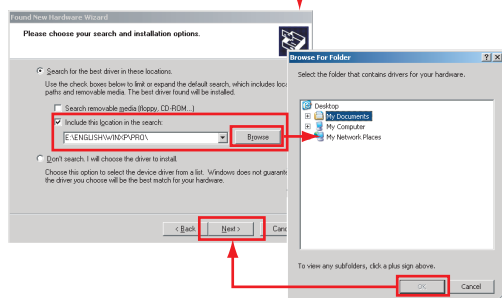 Found New Hardware Wizard
Please choose your search and installation options.
Search for the best driver in these locations.
Use the check boxes below to limit or expand the default search, which includes
paths and removable media. The best driver found will be installed.
Search removable media (floppy, CD-ROM...)
Include this location in the search:
E:\ENGLISH\WINXP\PRO\
Browse
Don't search. I will choose the driver to install.
Choose this option to select the device driver from a list. Windows does not
the driver you choose will be the best match for your hardware.
< Back
Next >
Browse For Folder
Select the folder that contains drivers for your hardware.
Desktop
My Documents
My Computer
My Network Places
To view any subfolders, click a plus sign above.
OK
Cancel